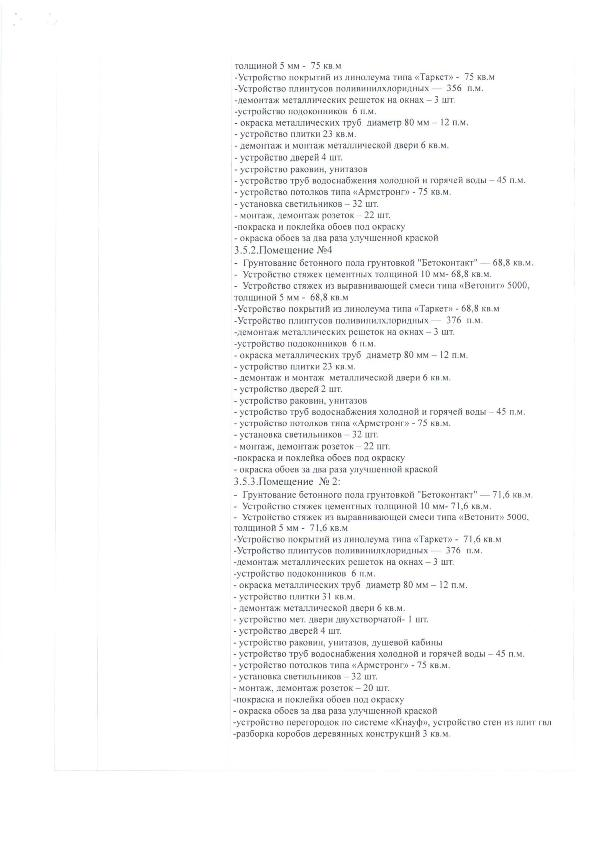 толщиной 5 мм -  75 кв.м
-Устройство покрытий из линолеума типа «Таркет» -  75 кв.м
-Устройство плинтусов поливинилхлоридных —  356  п.м.
-демонтаж металлических решеток на окнах – 3 шт.
-устройство подоконников  6 п.м.
- окраска металлических труб  диаметр 80 мм – 12 п.м.
- устройство плитки 23 кв.м.
- демонтаж и монтаж металлической двери 6 кв.м.
- устройство дверей 4 шт.
- устройство раковин, унитазов
- устройство труб водоснабжения холодной и горячей воды – 45 п.м.
- устройство потолков типа «Армстронг» - 75 кв.м.
- установка светильников – 32 шт.
- монтаж, демонтаж розеток – 22 шт.
-покраска и поклейка обоев под окраску
- окраска обоев за два раза улучшенной краской
3.5.2.Помещение №4
-  Грунтование бетонного пола грунтовкой "Бетоконтакт" — 68,8 кв.м.
-  Устройство стяжек цементных толщиной 10 мм- 68,8 кв.м.
-  Устройство стяжек из выравнивающей смеси типа «Ветонит» 5000,
толщиной 5 мм -  68,8 кв.м
-Устройство покрытий из линолеума типа «Таркет» - 68,8 кв.м
-Устройство плинтусов поливинилхлоридных —  376  п.м.
-демонтаж металлических решеток на окнах – 3 шт.
-устройство подоконников  6 п.м.
- окраска металлических труб  диаметр 80 мм – 12 п.м.
- устройство плитки 23 кв.м.
- демонтаж и монтаж  металлической двери 6 кв.м.
- устройство дверей 2 шт.
- устройство раковин, унитазов
- устройство труб водоснабжения холодной и горячей воды – 45 п.м.
- устройство потолков типа «Армстронг» - 75 кв.м.
- установка светильников – 32 шт.
- монтаж, демонтаж розеток – 22 шт.
-покраска и поклейка обоев под окраску
- окраска обоев за два раза улучшенной краской
3.5.3.Помещение  № 2:
-  Грунтование бетонного пола грунтовкой "Бетоконтакт" — 71,6 кв.м.
-  Устройство стяжек цементных толщиной 10 мм- 71,6 кв.м.
-  Устройство стяжек из выравнивающей смеси типа «Ветонит» 5000,
толщиной 5 мм -  71,6 кв.м
-Устройство покрытий из линолеума типа «Таркет» -  71,6 кв.м
-Устройство плинтусов поливинилхлоридных —  376  п.м.
-демонтаж металлических решеток на окнах – 3 шт.
-устройство подоконников  6 п.м.
- окраска металлических труб  диаметр 80 мм – 12 п.м.
- устройство плитки 31 кв.м.
- демонтаж металлической двери 6 кв.м.
- устройство мет. двери двухстворчатой- 1 шт.
- устройство дверей 4 шт.
- устройство раковин, унитазов, душевой кабины
- устройство труб водоснабжения холодной и горячей воды – 45 п.м.
- устройство потолков типа «Армстронг» - 75 кв.м.
- установка светильников – 32 шт.
- монтаж, демонтаж розеток – 20 шт.
-покраска и поклейка обоев под окраску
- окраска обоев за два раза улучшенной краской
-устройство перегородок по системе «Кнауф», устройство стен из плит гвл
-разборка коробов деревянных конструкций 3 кв.м.